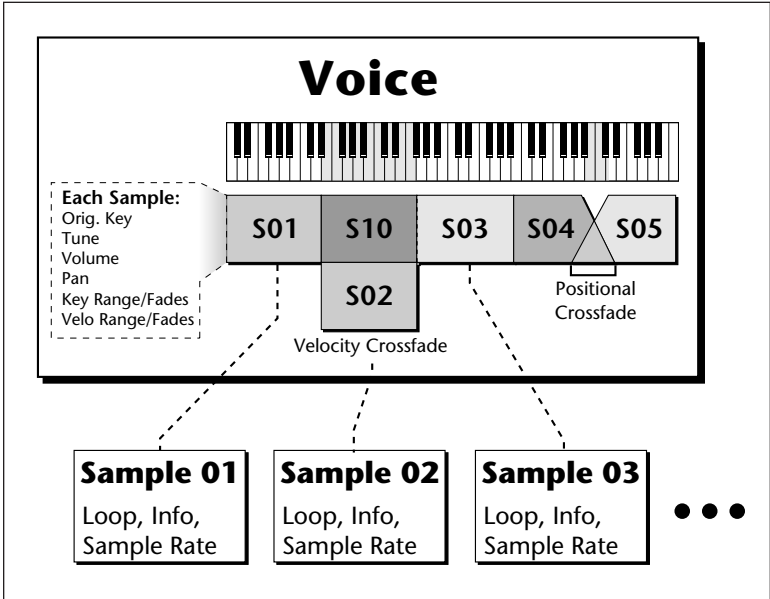 Voice
Each Sample:
Orig. Key
Tune
Volume
Pan
Key Range/Fades
Velo Range/Fades
S01
S10
S03
S04
S05
S02
Positional
Crossfade
Velocity Crossfade
Sample 01
Loop, Info,
Sample Rate
Sample 02
Loop, Info,
Sample Rate
Sample 03
Loop, Info,
Sample Rate